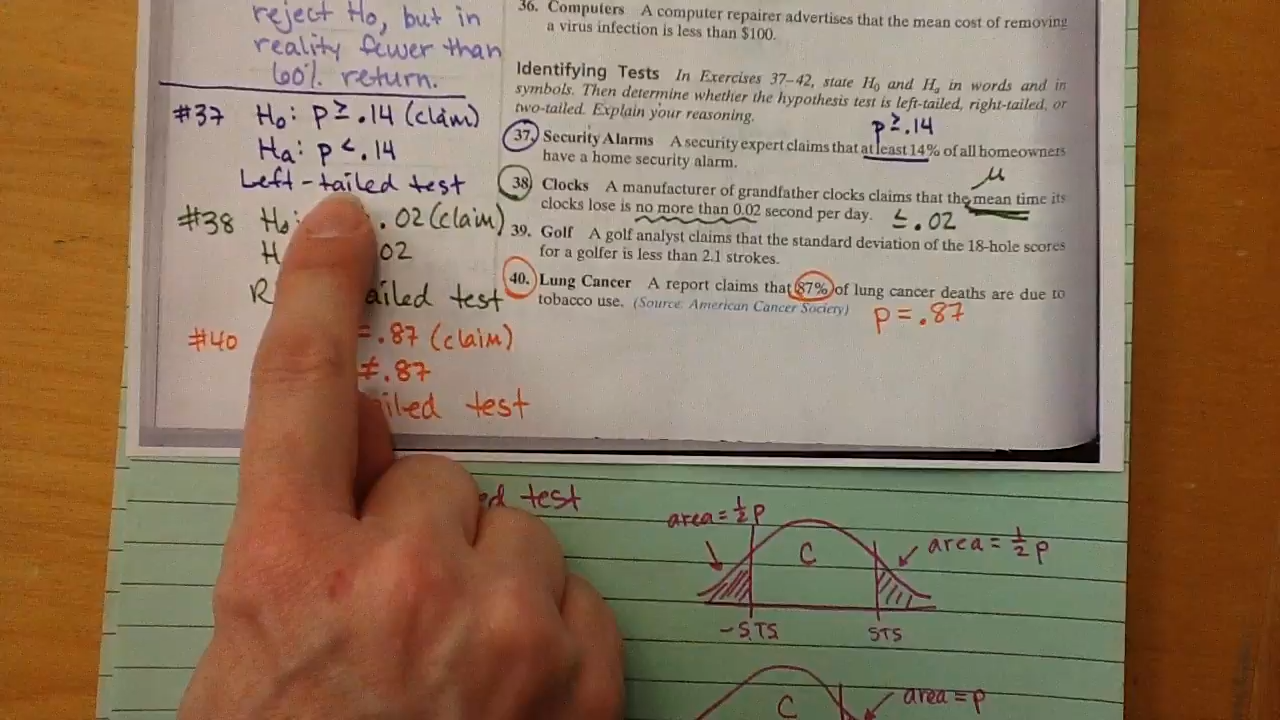 reject Ho, but in
reality fewer than
60% return.
#37 Ho: p ≥ .14 (claim)
Ha: p < .14
Left-tailed test
#38 Ho: .02 (claim)
H 02
R ailed test
#40 = .87 (claim)
≠ .87
ailed test
36. Computers A computer repairer advertises that the mean cost of removing
a virus infection is less than $100.
Identifying Tests In Exercises 37–42, state H0 and Ha in words and in
symbols. Then determine whether the hypothesis test is left-tailed, right-tailed, or
two-tailed. Explain your reasoning.
p ≥ .14
37. Security Alarms A security expert claims that at least 14% of all homeowners
have a home security alarm.
μ
38. Clocks A manufacturer of grandfather clocks claims that the mean time its
clocks lose is no more than 0.02 second per day. ≤ .02
39. Golf A golf analyst claims that the standard deviation of the 18-hole scores
for a golfer is less than 2.1 strokes.
40. Lung Cancer A report claims that 87% of lung cancer deaths are due to
tobacco use. (Source: American Cancer Society)
p = .87
ed test
area = ½ p
C
area = ½ p
-STS STS
C
area = p